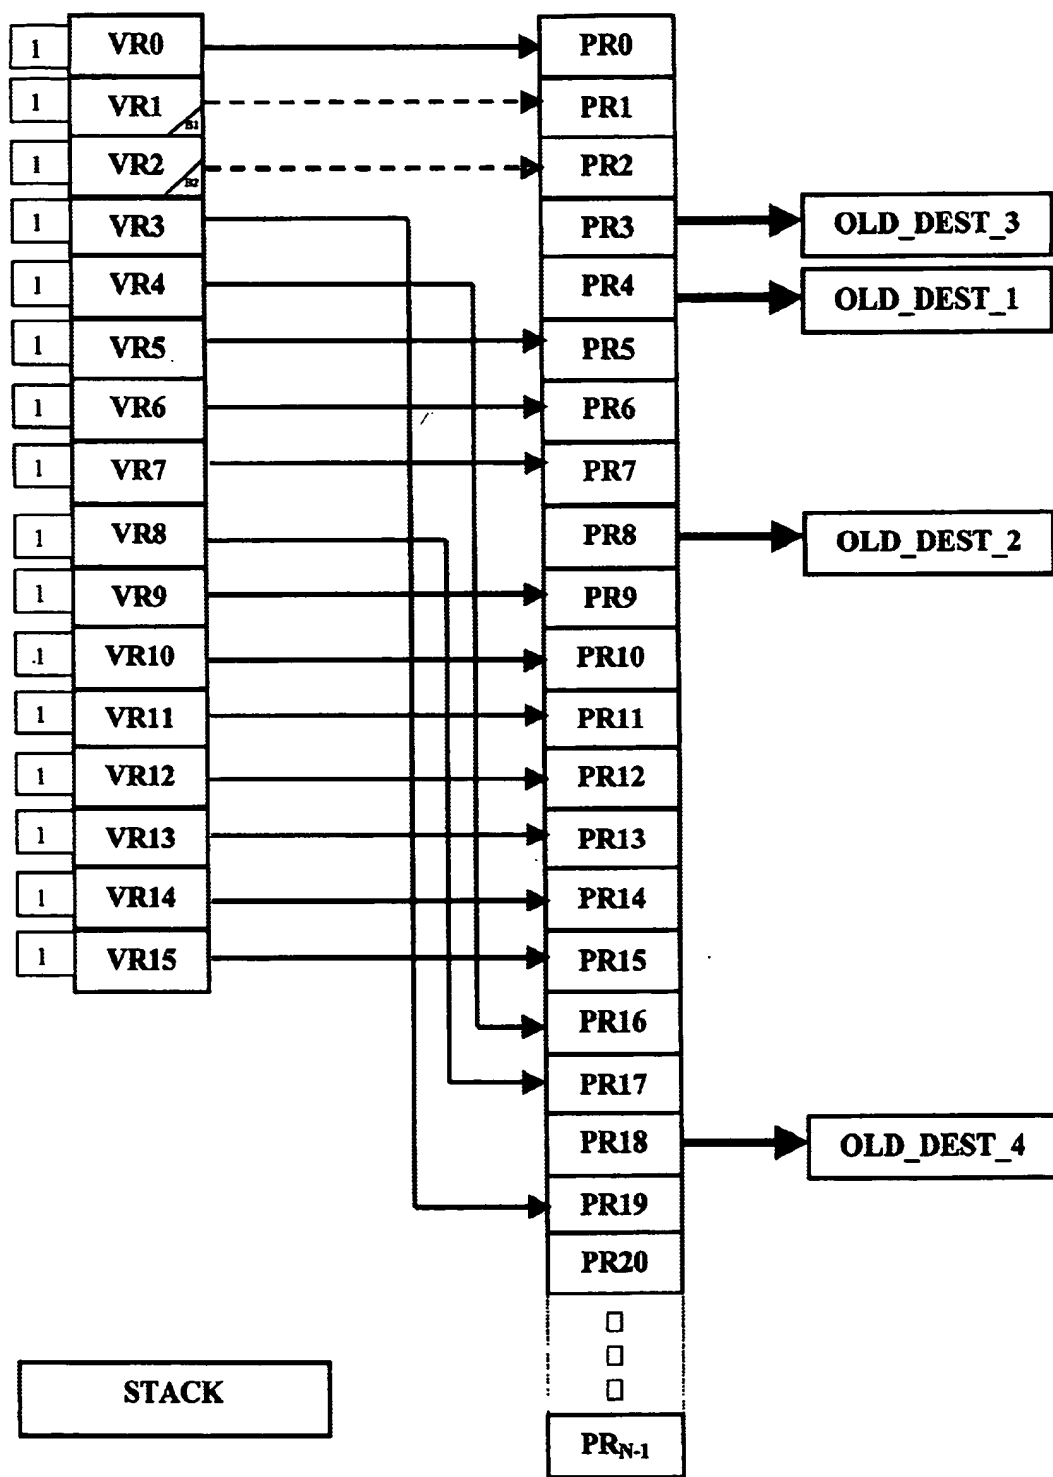 1 VR0 PR0
1 VR1 B1 PR1
1 VR2 B2 PR2
1 VR3 PR3 OLD_DEST_3
1 VR4 PR4 OLD_DEST_1
1 VR5 PR5
1 VR6 PR6
1 VR7 PR7
1 VR8 PR8 OLD_DEST_2
1 VR9 PR9
1 VR10 PR10
1 VR11 PR11
1 VR12 PR12
1 VR13 PR13
1 VR14 PR14
1 VR15 PR15
PR16
PR17
PR18 OLD_DEST_4
PR19
PR20
STACK
PRN-1